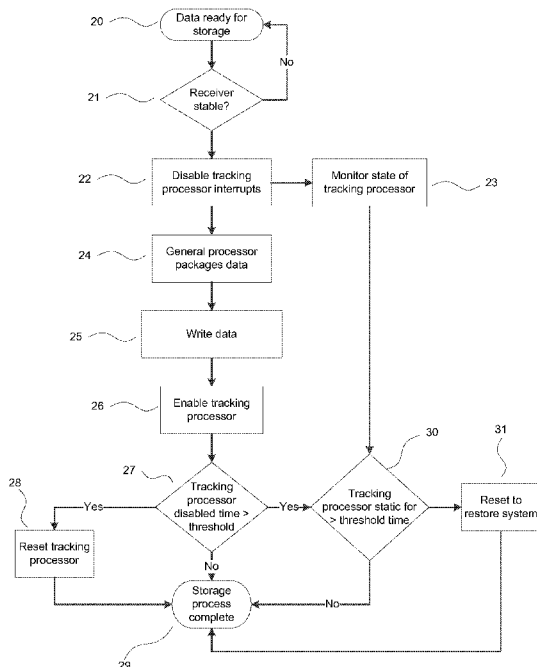 20
Data ready for
storage
No
21
Receiver
stable?
22
Disable tracking
processor interrupts
Monitor state of
tracking processor
23
24
General processor
packages data
25
Write data
26
Enable tracking
processor
27
Tracking
processor
disabled time >
threshold
Yes
Yes
No
30
Tracking
processor static for
> threshold time
No
31
Reset to
restore system
28
Reset tracking
processor
Storage
process
complete
29